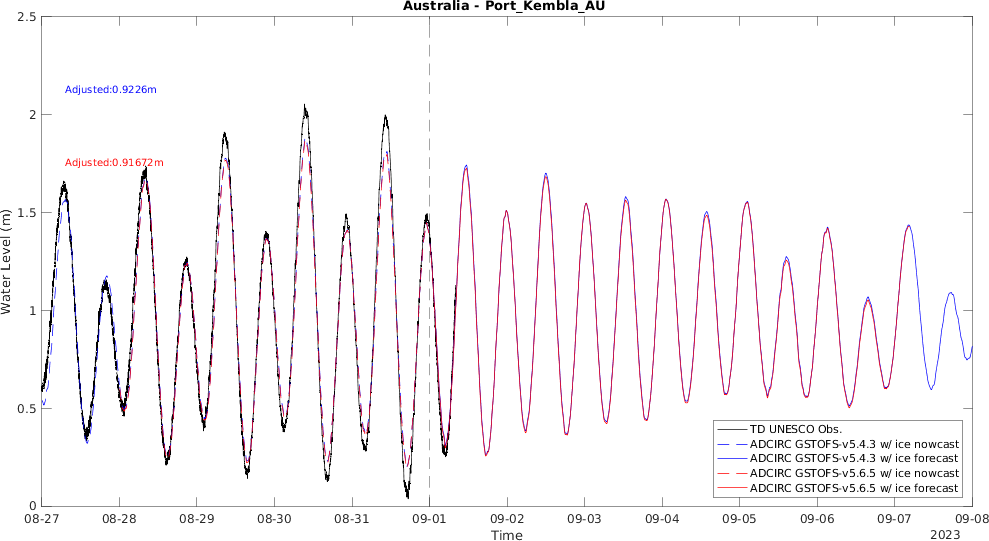 Australia - Port_Kembla_AU
2.5
2
1.5
1
0.5
0
Water Level (m)
Adjusted:0.9226m
Adjusted:0.91672m
TD UNESCO Obs.
ADCIRC GSTOFS-v5.4.3 w/ ice nowcast
ADCIRC GSTOFS-v5.4.3 w/ ice forecast
ADCIRC GSTOFS-v5.6.5 w/ ice nowcast
ADCIRC GSTOFS-v5.6.5 w/ ice forecast
08-27 08-28 08-29 08-30 08-31 09-01 09-02 09-03 09-04 09-05 09-06 09-07 09-08
Time
2023